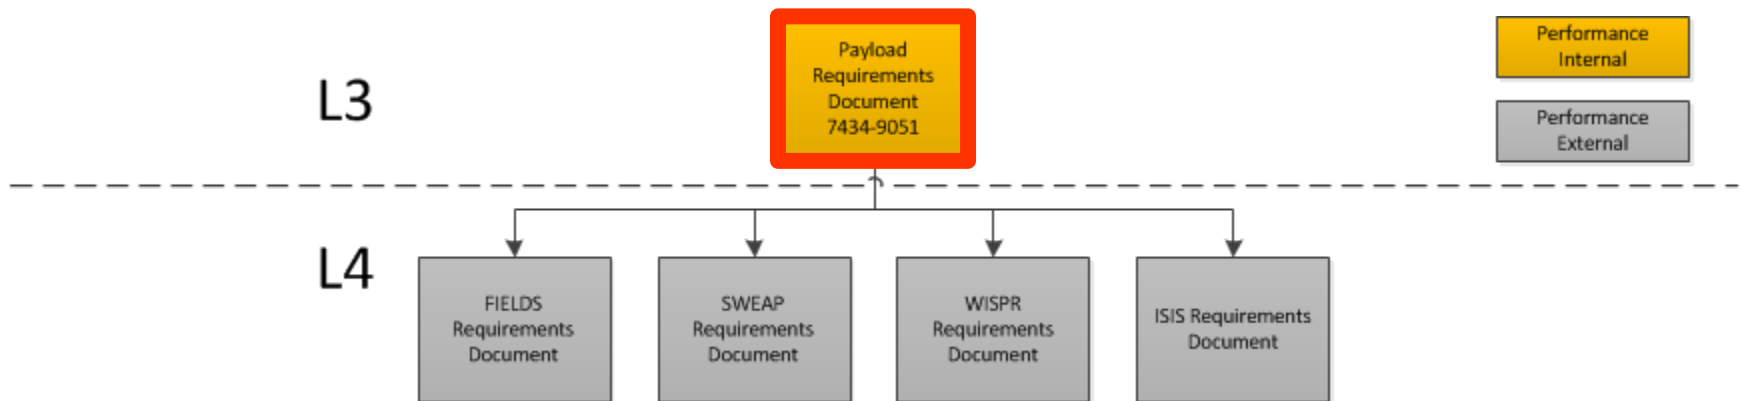 L3
Payload
Requirements
Document
7434-9051
Performance
Internal
Performance
External
L4
FIELDS
Requirements
Document
SWEAP
Requirements
Document
WISPR
Requirements
Document
ISIS Requirements
Document